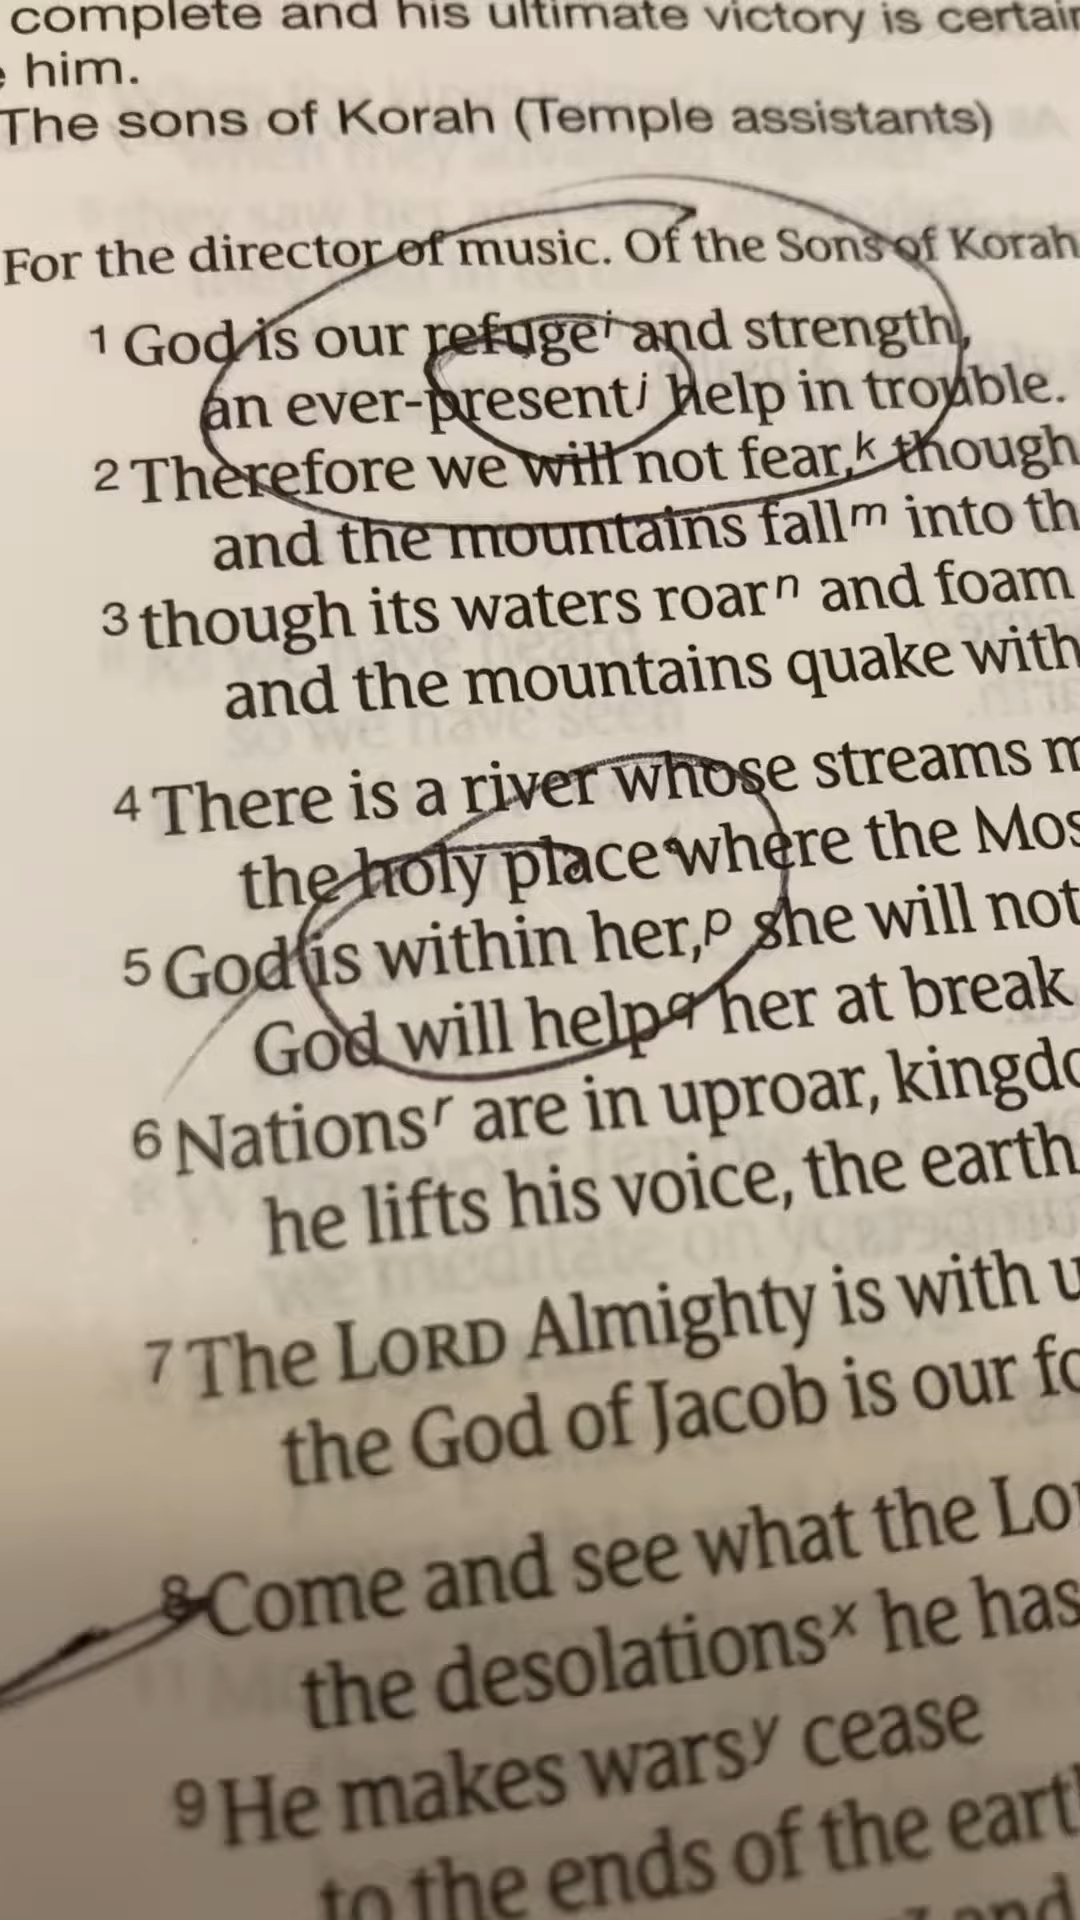 complete and his ultimate victory is certain
him.
The sons of Korah (Temple assistants)
For the director of music. Of the Sons of Korah
1 God is our refuge i and strength,
an ever-present j help in trouble.
2 Therefore we will not fear, k though
and the mountains fall m into th
3 though its waters roar n and foam
and the mountains quake with
4 There is a river whose streams m
the holy place where the Mos
5 God is within her, p she will not
God will help q her at break
6 Nations r are in uproar, kingdo
he lifts his voice, the earth
7 The LORD Almighty is with u
the God of Jacob is our fo
8 Come and see what the Lo
the desolations x he has
9 He makes wars y cease
to the ends of the eart
and